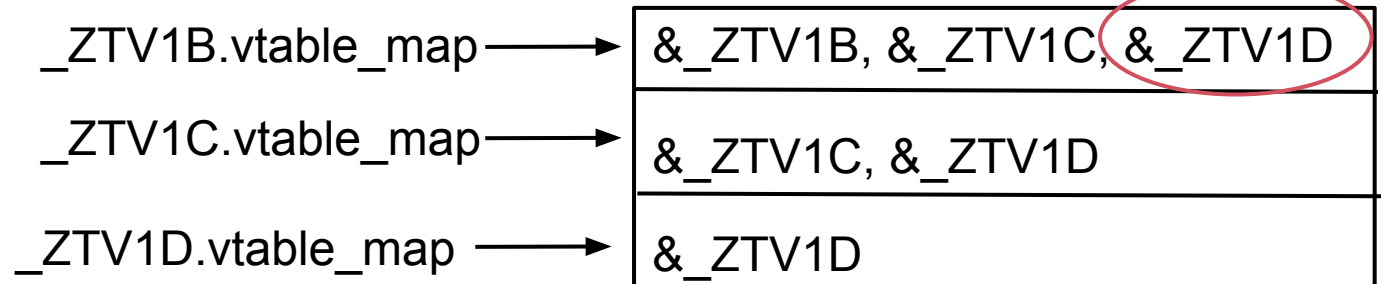 _ZTV1B.vtable_map &_ZTV1B, &_ZTV1C, &_ZTV1D
_ZTV1C.vtable_map &_ZTV1C, &_ZTV1D
_ZTV1D.vtable_map &_ZTV1D